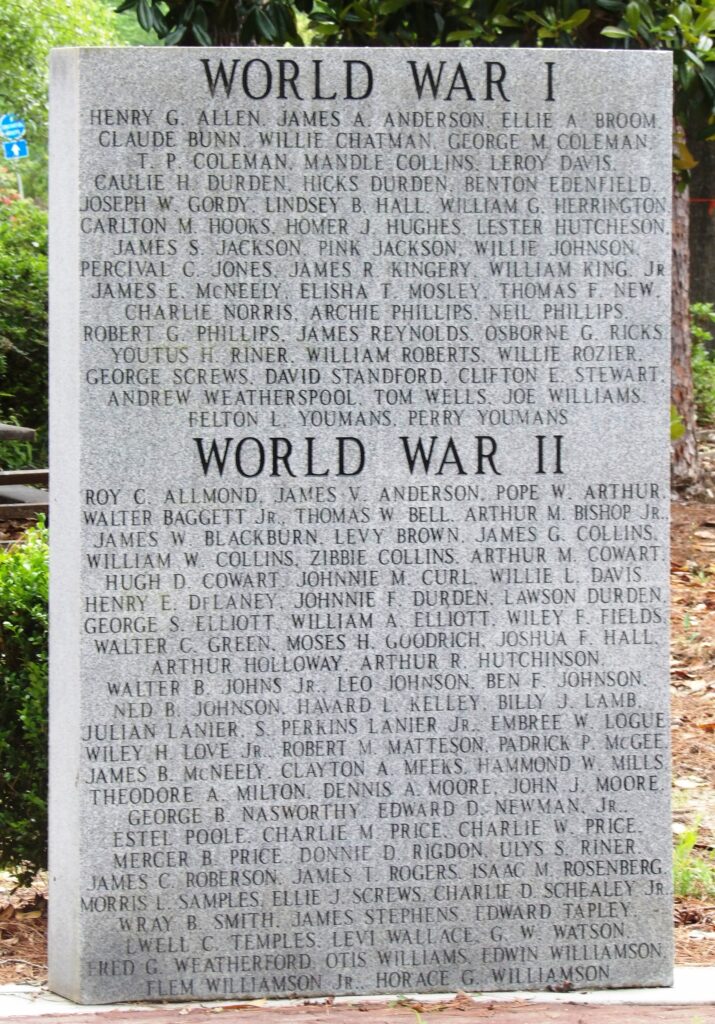 WORLD WAR I
HENRY G. ALLEN, JAMES A. ANDERSON, ELLIE A. BROOM,
CLAUDE BUNN, WILLIE CHATMAN, GEORGE M. COLEMAN,
T. P. COLEMAN, MANDLE COLLINS, LEROY DAVIS,
CAULIE H. DURDEN, HICKS DURDEN, BENTON EDENFIELD,
JOSEPH W. GORDY, LINDSEY B. HALL, WILLIAM G. HERRINGTON,
CARLTON M. HOOKS, HOMER J. HUGHES, LESTER HUTCHESON,
JAMES S. JACKSON, PINK JACKSON, WILLIE JOHNSON,
PERCIVAL C. JONES, JAMES R. KINGERY, WILLIAM KING, JR.
JAMES E. McNEELY, ELISHA T. MOSLEY, THOMAS F. NEW,
CHARLIE NORRIS, ARCHIE PHILLIPS, NEIL PHILLIPS,
ROBERT G. PHILLIPS, JAMES REYNOLDS, OSBORNE G. RICKS
YOUTUS H. RINER, WILLIAM ROBERTS, WILLIE ROZIER,
GEORGE SCREWS, DAVID STANDFORD, CLIFTON E. STEWART,
ANDREW WEATHERSPOOL, TOM WELLS, JOE WILLIAMS,
FELTON L. YOUMANS, PERRY YOUMANS
WORLD WAR II
ROY C. ALLMOND, JAMES V. ANDERSON, POPE W. ARTHUR,
WALTER BAGGETT JR., THOMAS W. BELL, ARTHUR M. BISHOP JR.,
JAMES W. BLACKBURN, LEVY BROWN, JAMES G. COLLINS,
WILLIAM W. COLLINS, ZIBBIE COLLINS, ARTHUR M. COWART,
HUGH D. COWART, JOHNNIE M. CURL, WILLIE L. DAVIS,
HENRY E. DeLANEY, JOHNNIE F. DURDEN, LAWSON DURDEN,
GEORGE S. ELLIOTT, WILLIAM A. ELLIOTT, WILEY F. FIELDS,
WALTER C. GREEN, MOSES H. GOODRICH, JOSHUA F. HALL,
ARTHUR HOLLOWAY, ARTHUR R. HUTCHINSON,
WALTER B. JOHNS JR., LEO JOHNSON, BEN F. JOHNSON,
NED B. JOHNSON, HAVARD L. KELLEY, BILLY J. LAMB,
JULIAN LANIER, S. PERKINS LANIER JR., EMBREE W. LOGUE
WILEY H. LOVE JR., ROBERT M. MATTESON, PADRICK P. McGEE,
JAMES B. McNEELY, CLAYTON A. MEEKS, HAMMOND W. MILLS
THEODORE A. MILTON, DENNIS A. MOORE, JOHN J. MOORE,
GEORGE B. NASWORTHY, EDWARD D. NEWMAN, JR.,
ESTEL POOLE, CHARLIE M. PRICE, CHARLIE W. PRICE,
MERCER B. PRICE, DONNIE D. RIGDON, ULYS S. RINER,
JAMES C. ROBERSON, JAMES T. ROGERS, ISAAC M. ROSENBERG,
MORRIS L. SAMPLES, ELLIE J. SCREWS, CHARLIE D. SCHEALEY JR.
WRAY B. SMITH, JAMES STEPHENS, EDWARD TAPLEY,
LWELL C. TEMPLES, LEVI WALLACE, G. W. WATSON,
FRED G. WEATHERFORD, OTIS WILLIAMS, EDWIN WILLIAMSON,
FLEM WILLIAMSON JR., HORACE G. WILLIAMSON